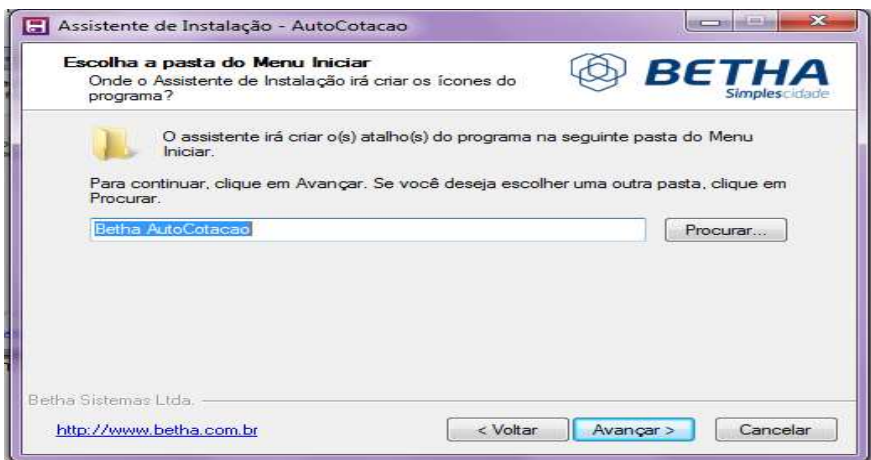 Assistente de Instalação - AutoCotacao
Escolha a pasta do Menu Iniciar
Onde o Assistente de Instalação irá criar os ícones do
programa?
BETHA
Simplescidade
O assistente irá criar o(s) atalho(s) do programa na seguinte pasta do Menu
Iniciar.
Para continuar, clique em Avançar. Se você deseja escolher uma outra pasta, clique em
Procurar.
Betha AutoCotacao
Procurar...
Betha Sistemas Ltda.
http://www.betha.com.br
< Voltar
Avançar >
Cancelar